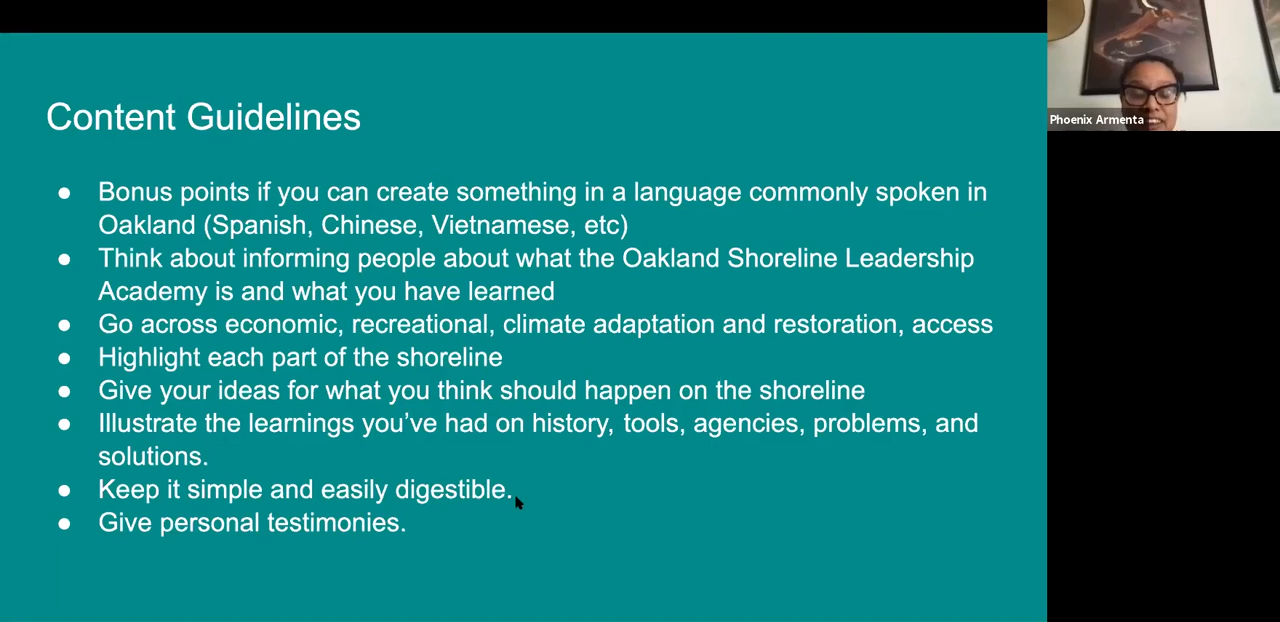 Content Guidelines
● Bonus points if you can create something in a language commonly spoken in
Oakland (Spanish, Chinese, Vietnamese, etc)
● Think about informing people about what the Oakland Shoreline Leadership
Academy is and what you have learned
● Go across economic, recreational, climate adaptation and restoration, access
● Highlight each part of the shoreline
● Give your ideas for what you think should happen on the shoreline
● Illustrate the learnings you’ve had on history, tools, agencies, problems, and
solutions.
● Keep it simple and easily digestible.
● Give personal testimonies.
Phoenix Armenta